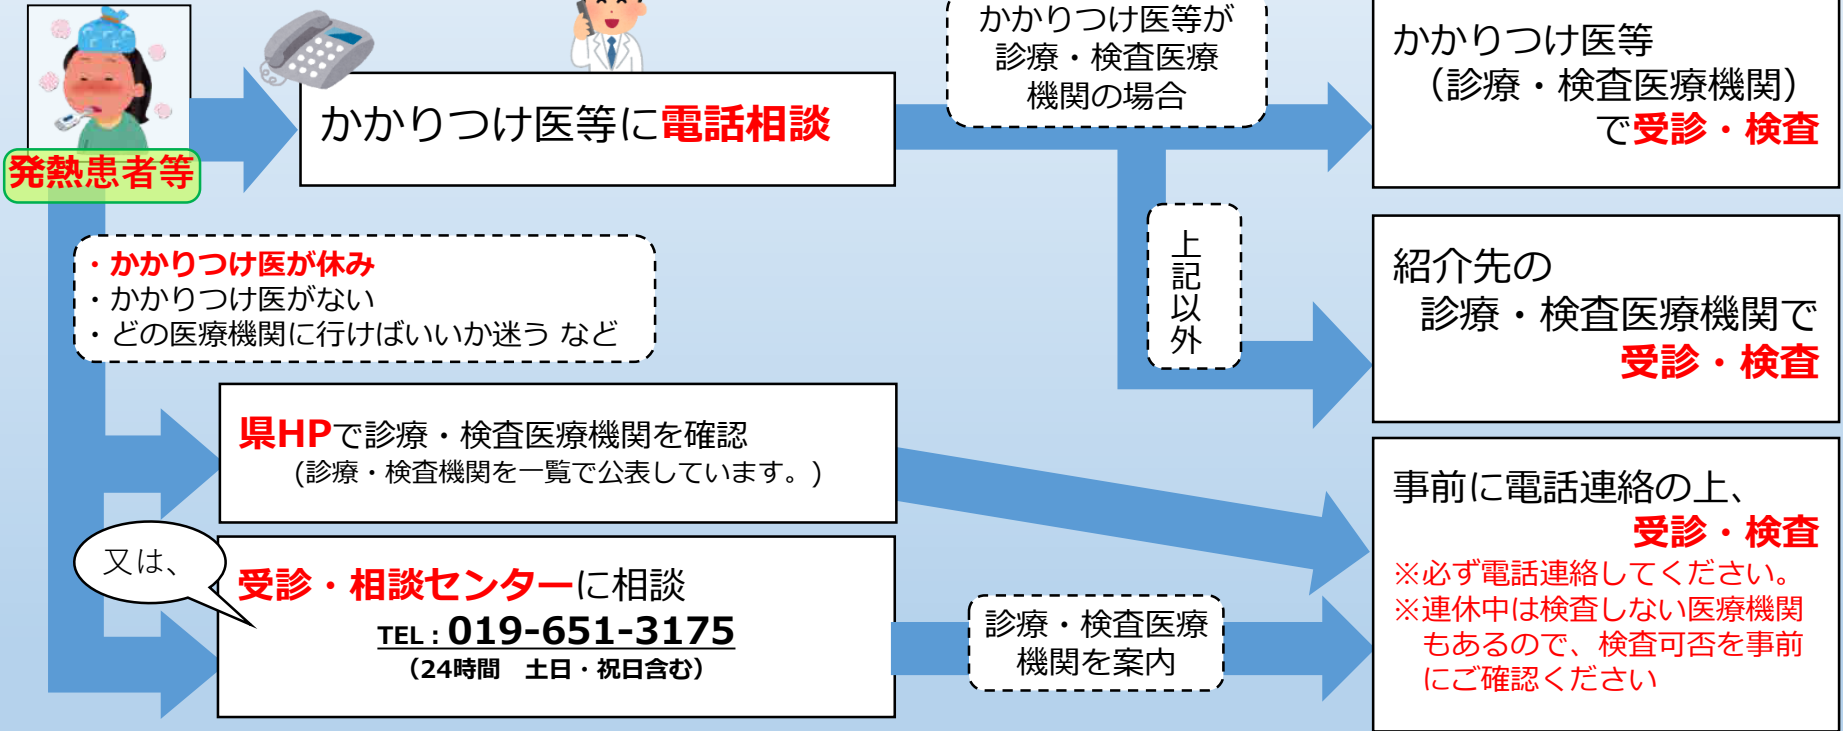 発熱患者等
かかりつけ医等に電話相談
かかりつけ医等が
診療・検査医療
機関の場合
かかりつけ医等
（診療・検査医療機関）
で受診・検査
上記以外
紹介先の
診療・検査医療機関で
受診・検査
・かかりつけ医が休み
・かかりつけ医がない
・どの医療機関に行けばいいか迷う など
県HPで診療・検査医療機関を確認
(診療・検査機関を一覧で公表しています。)
又は、
受診・相談センターに相談
TEL：019-651-3175
（24時間　土日・祝日含む）
診療・検査医療
機関を案内
事前に電話連絡の上、
受診・検査
※必ず電話連絡してください。
※連休中は検査しない医療機関
もあるので、検査可否を事前
にご確認ください